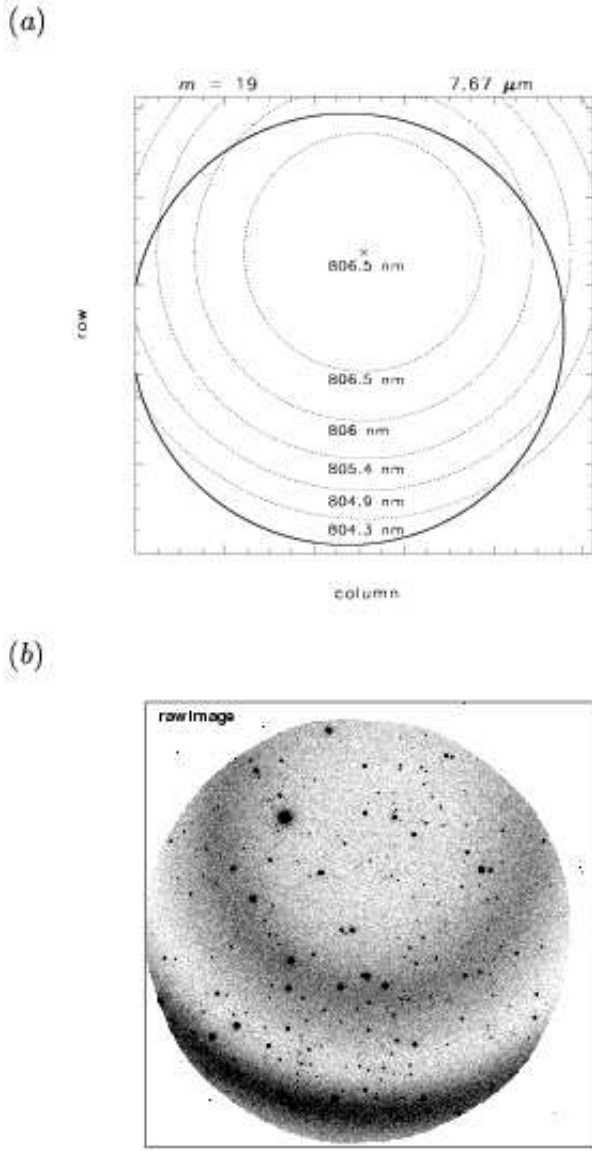 (a)
m = 19 7.67 μm
806.5 nm
row
806.5 nm
806 nm
805.4 nm
804.9 nm
804.3 nm
column
(b)
raw image